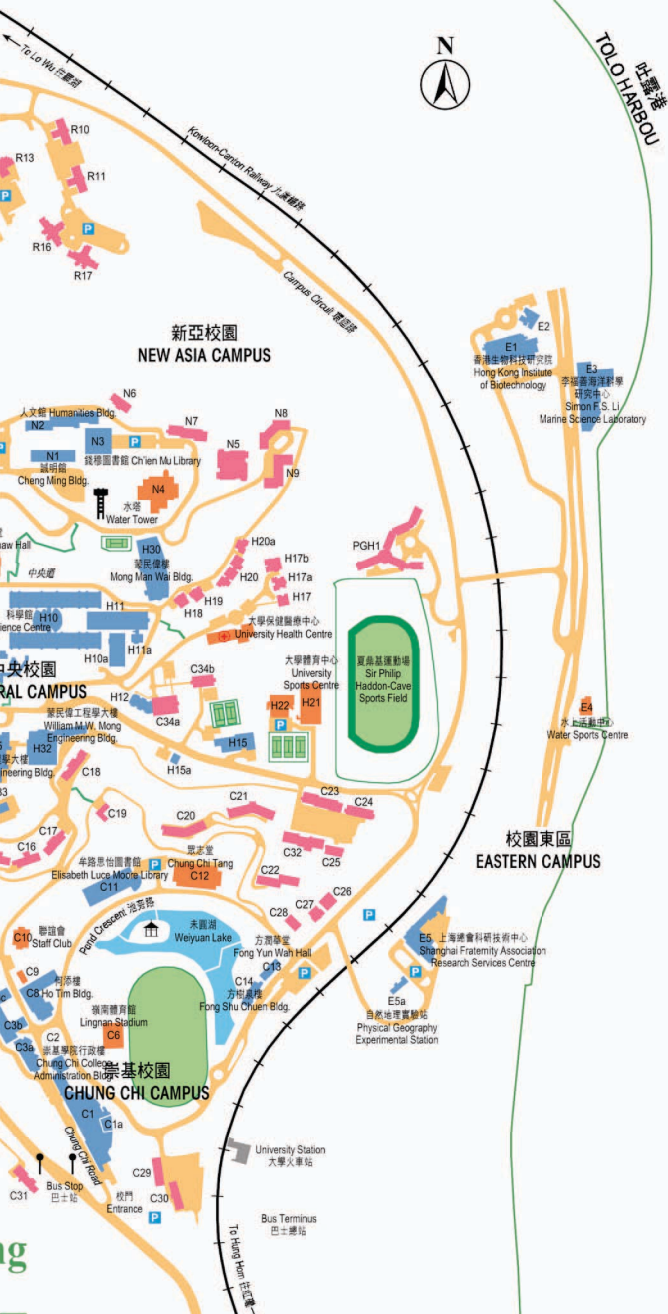 N
吐露港
TOLO HARBOU
To Lo Wu 往羅湖
Kowloon-Canton Railway 九廣鐵路
R10
R13
R11
P
P
R16
R17
Campus Circuit 環迴路
新亞校園
NEW ASIA CAMPUS
E2
E1
香港生物科技研究院
Hong Kong Institute
of Biotechnology
E3
李福善海洋科學
研究中心
Simon F.S. Li
Marine Science Laboratory
N6
人文館 Humanities Bldg.
N2
N7
N8
N3
P
N5
錢穆圖書館 Ch'ien Mu Library
N1
誠明館
Cheng Ming Bldg.
N9
N4
水塔
Water Tower
aw Hall
H30
蒙民偉樓
Mong Man Wai Bldg.
H20a
H17b
H17a
H20
H17
H19
H18
PGH1
中央道
科學館
ience Centre
H10
H11
H11a
H10a
大學保健醫療中心
University Health Centre
中央校園
RAL CAMPUS
大學體育中心
University
Sports Centre
夏鼎基運動場
Sir Philip
Haddon-Cave
Sports Field
C34b
H12
C34a
H22
H21
P
蒙民偉工程學大樓
William M.W. Mong
Engineering Bldg.
H32
學大樓
ineering Bldg.
H15
H15a
E4
水上活動中心
Water Sports Centre
C18
C19
C21
C23
C24
C20
C17
C16
C32
C25
校園東區
EASTERN CAMPUS
眾志堂
Chung Chi Tang
C12
P
牟路思怡圖書館
Elisabeth Luce Moore Library
C11
C22
C26
C27
C28
P
Pond Crescent 池旁路
未圓湖
Weiyuan Lake
聯誼會
Staff Club
C10
方潤華堂
Fong Yun Wah Hall
C13
P
E5 上海總會科研技術中心
Shanghai Fraternity Association
Research Services Centre
P
C9
何添樓
C8 Ho Tim Bldg.
C14
方樹泉樓
Fong Shu Chuen Bldg.
E5a
自然地理實驗站
Physical Geography
Experimental Station
嶺南體育館
Lingnan Stadium
C6
C3b
C3a
C2
崇基學院行政樓
Chung Chi College
Administration Bldg.
崇基校園
CHUNG CHI CAMPUS
C1
C1a
Chung Chi Road
University Station
大學火車站
Bus Stop
巴士站
C31
C29
C30
校門
Entrance
P
Bus Terminus
巴士總站
To Hung Hom 往紅磡
ng